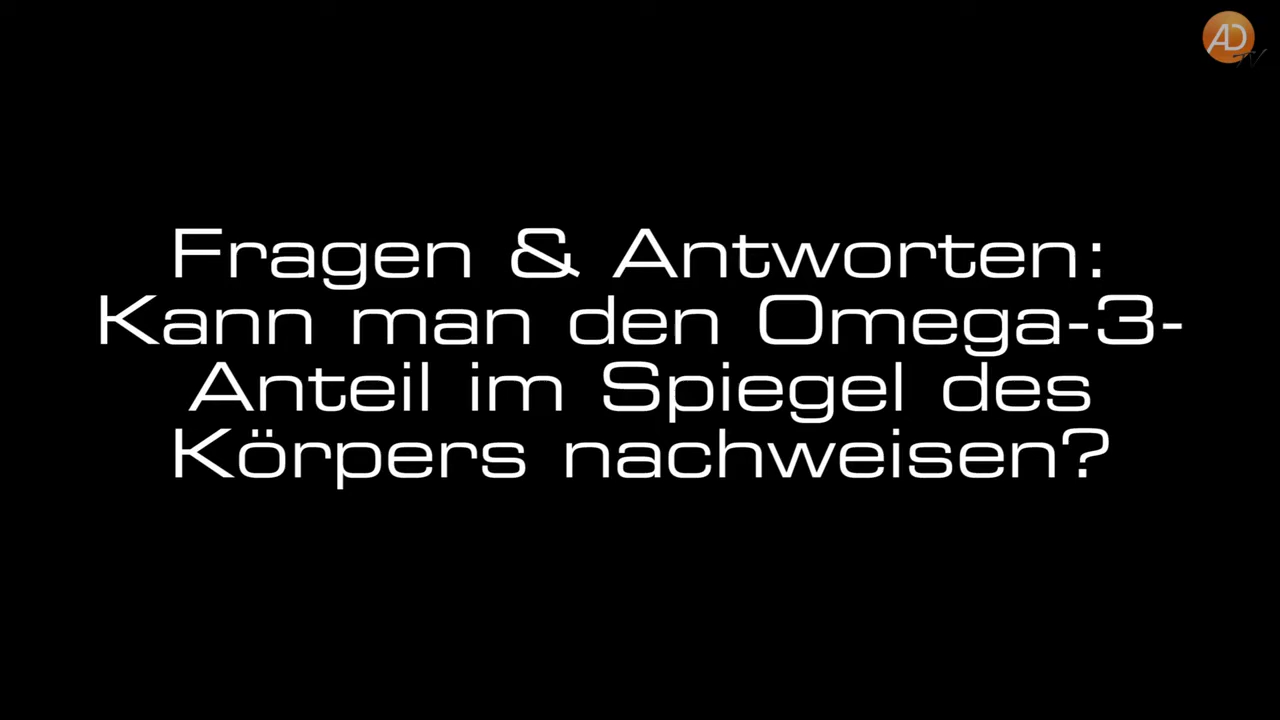 AD
TV
Fragen & Antworten:
Kann man den Omega-3-
Anteil im Spiegel des
Körpers nachweisen?